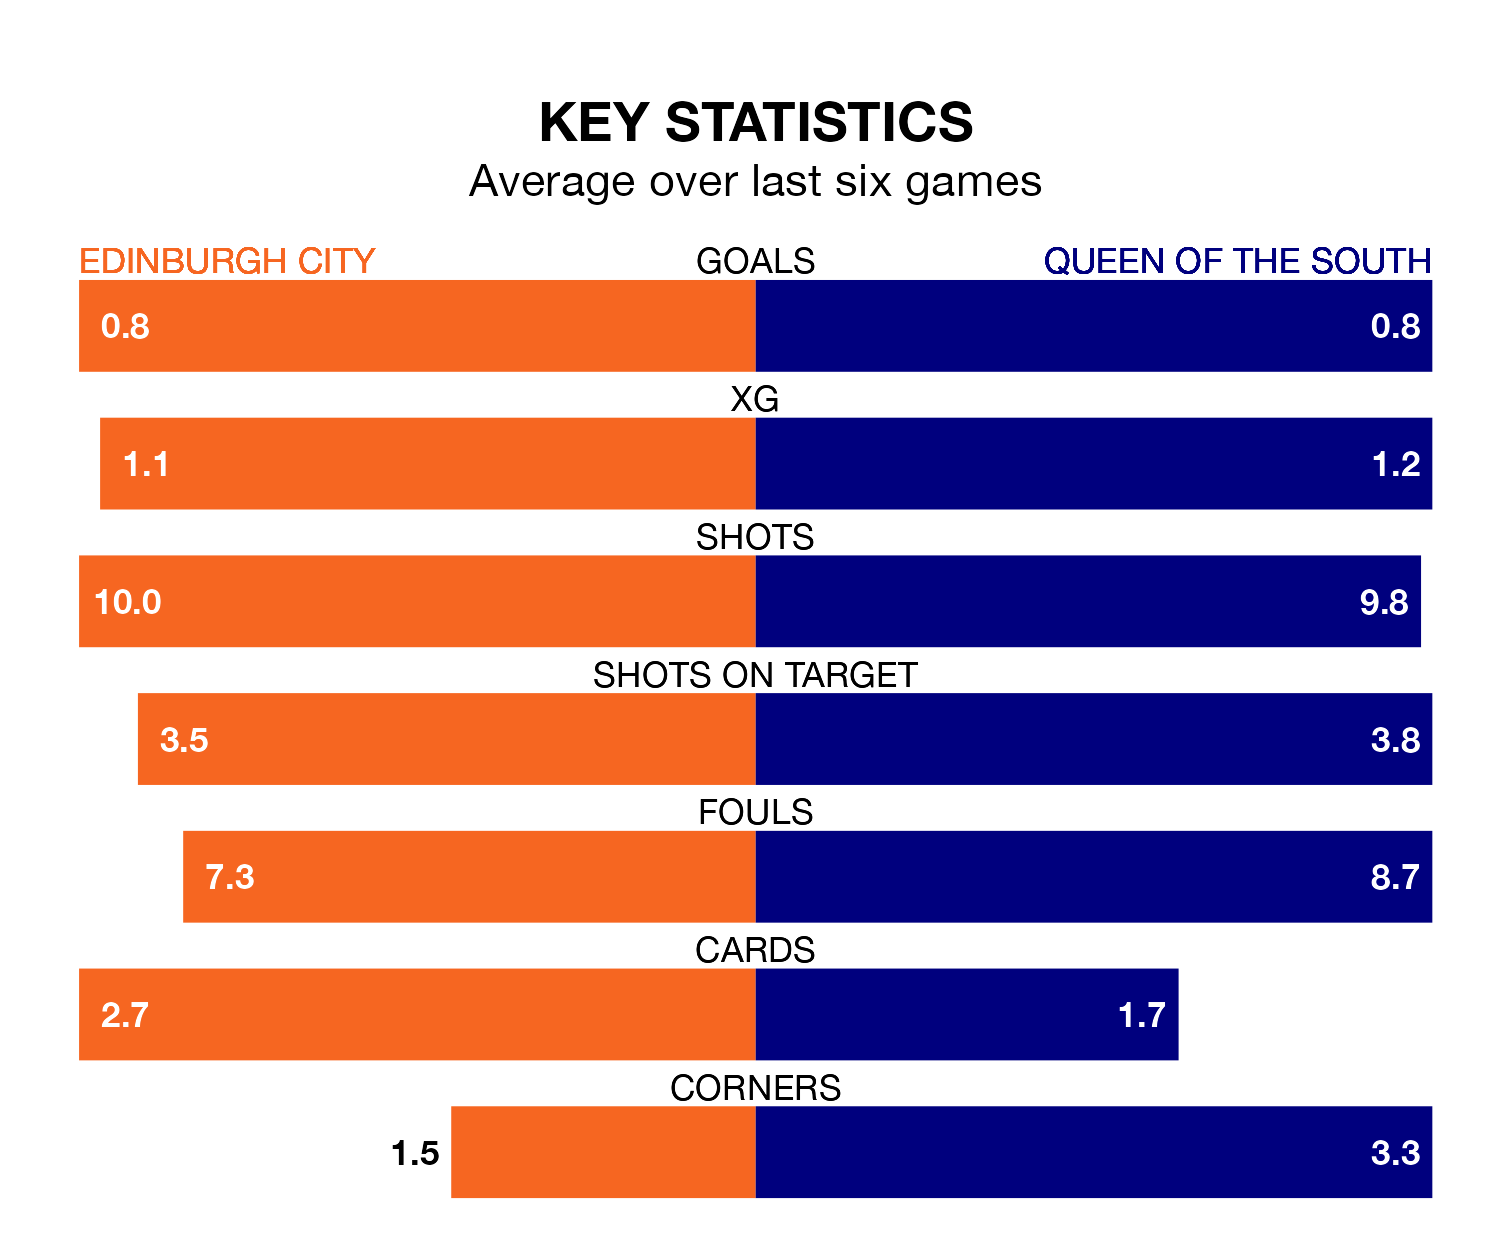 KEY STATISTICS
Average over last six games
EDINBURGH CITY GOALS QUEEN OF THE SOUTH
0.8 0.8
XG
1.1 1.2
SHOTS
10.0 9.8
SHOTS ON TARGET
3.5 3.8
FOULS
7.3 8.7
CARDS
2.7 1.7
CORNERS
1.5 3.3